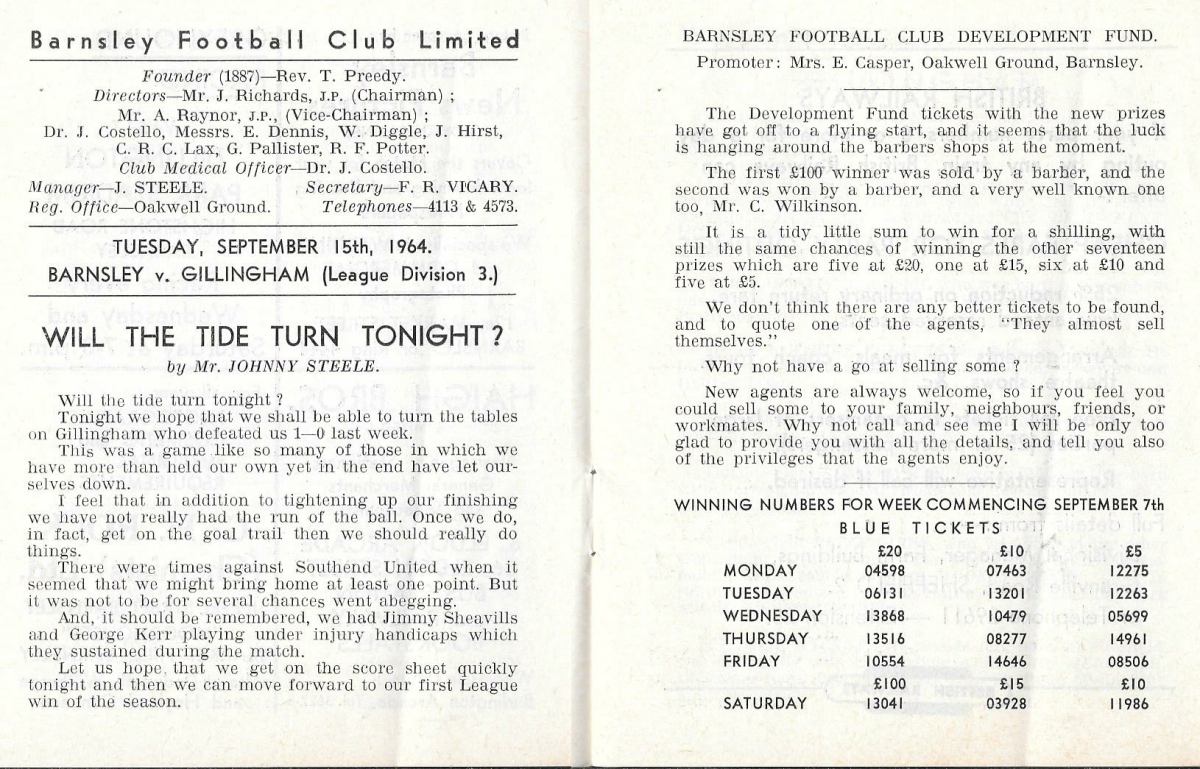 Barnsley Football Club Limited
Founder (1887)—Rev. T. Preedy.
Directors—Mr. J. Richards, J.P. (Chairman) ;
Mr. A. Raynor, J.P., (Vice-Chairman) ;
Dr. J. Costello, Messrs. E. Dennis, W. Diggle, J. Hirst,
C. R. C. Lax, G. Pallister, R. F. Potter.
Club Medical Officer—Dr. J. Costello.
Manager—J. STEELE. Secretary—F. R. VICARY.
Reg. Office—Oakwell Ground. Telephones—4113 & 4573.
TUESDAY, SEPTEMBER 15th, 1964.
BARNSLEY v. GILLINGHAM (League Division 3.)
WILL THE TIDE TURN TONIGHT ?
by Mr. JOHNNY STEELE.
Will the tide turn tonight ?
Tonight we hope that we shall be able to turn the tables
on Gillingham who defeated us 1—0 last week.
This was a game like so many of those in which we
have more than held our own yet in the end have let our-
selves down.
I feel that in addition to tightening up our finishing
we have not really had the run of the ball. Once we do,
in fact, get on the goal trail then we should really do
things.
There were times against Southend United when it
seemed that we might bring home at least one point. But
it was not to be for several chances went abegging.
And, it should be remembered, we had Jimmy Sheavills
and George Kerr playing under injury handicaps which
they sustained during the match.
Let us hope that we get on the score sheet quickly
tonight and then we can move forward to our first League
win of the season.
BARNSLEY FOOTBALL CLUB DEVELOPMENT FUND.
Promoter: Mrs. E. Casper, Oakwell Ground, Barnsley.
The Development Fund tickets with the new prizes
have got off to a flying start, and it seems that the luck
is hanging around the barbers shops at the moment.
The first £100 winner was sold by a barber, and the
second was won by a barber, and a very well known one
too, Mr. C. Wilkinson.
It is a tidy little sum to win for a shilling, with
still the same chances of winning the other seventeen
prizes which are five at £20, one at £15, six at £10 and
five at £5.
We don't think there are any better tickets to be found,
and to quote one of the agents, "They almost sell
themselves."
Why not have a go at selling some ?
New agents are always welcome, so if you feel you
could sell some to your family, neighbours, friends, or
workmates. Why not call and see me I will be only too
glad to provide you with all the details, and tell you also
of the privileges that the agents enjoy.
WINNING NUMBERS FOR WEEK COMMENCING SEPTEMBER 7th
BLUE TICKETS
£20 £10 £5
MONDAY 04598 07463 12275
TUESDAY 06131 13201 12263
WEDNESDAY 13868 10479 05699
THURSDAY 13516 08277 14961
FRIDAY 10554 14646 08506
£100 £15 £10
SATURDAY 13041 03928 11986